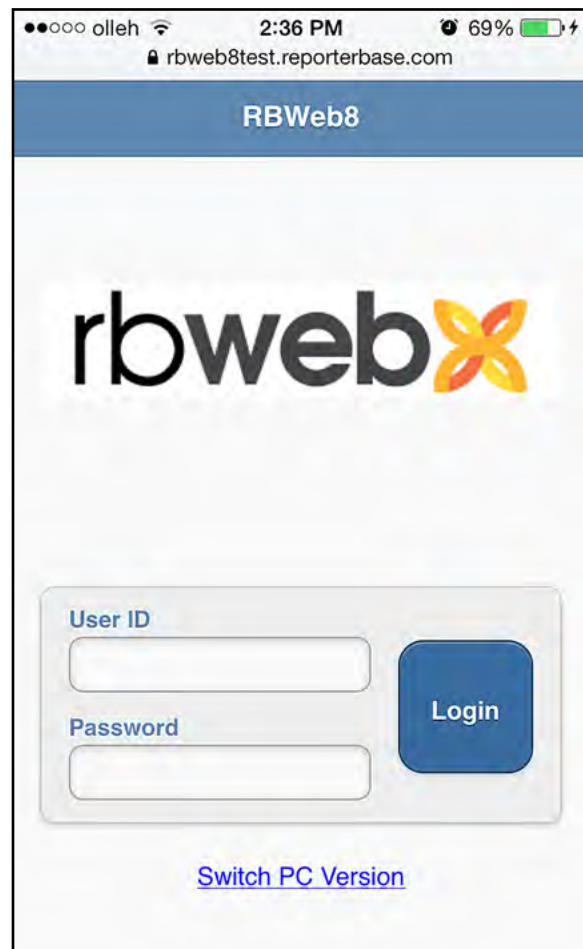 olleh 2:36 PM 69%
rbweb8test.reporterbase.com
RBWeb8
rbweb
User ID
Login
Password
Switch PC Version